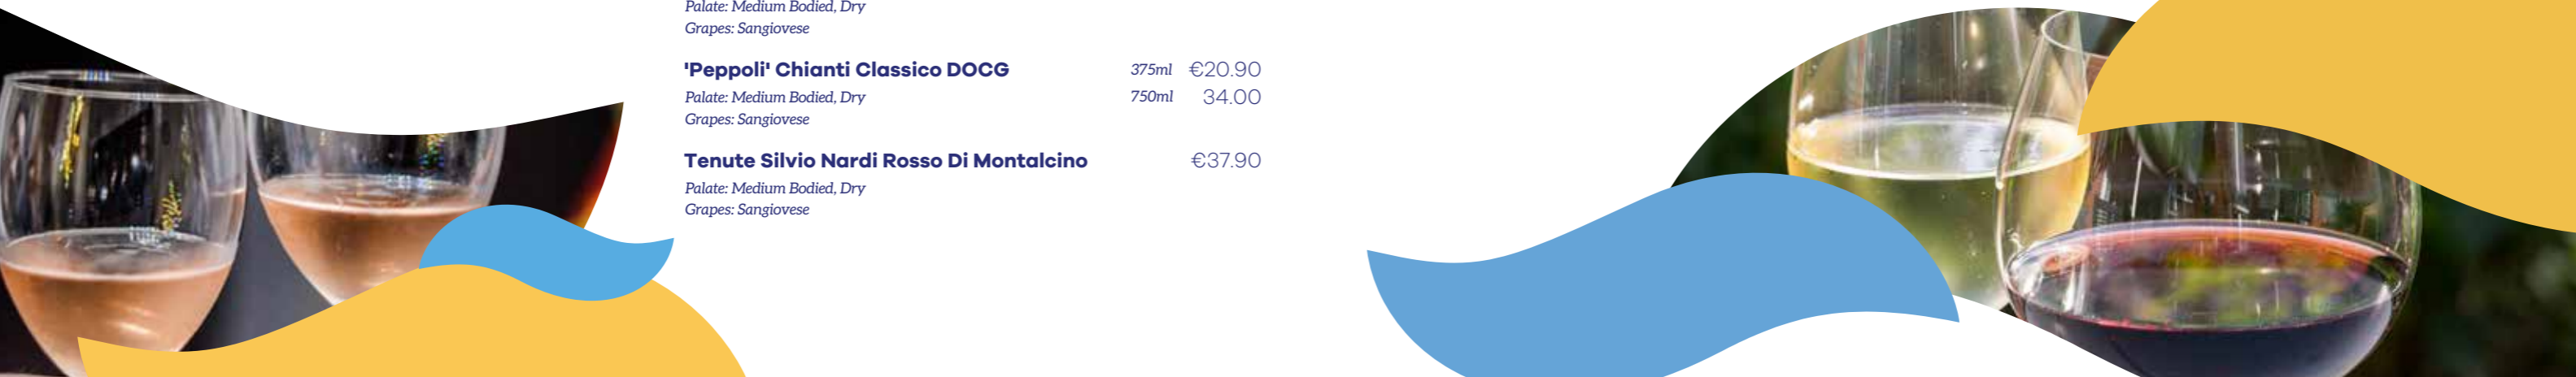 Palate: Medium Bodied, Dry
Grapes: Sangiovese
'Peppoli' Chianti Classico DOCG 375ml €20.90
Palate: Medium Bodied, Dry 750ml 34.00
Grapes: Sangiovese
Tenute Silvio Nardi Rosso Di Montalcino €37.90
Palate: Medium Bodied, Dry
Grapes: Sangiovese